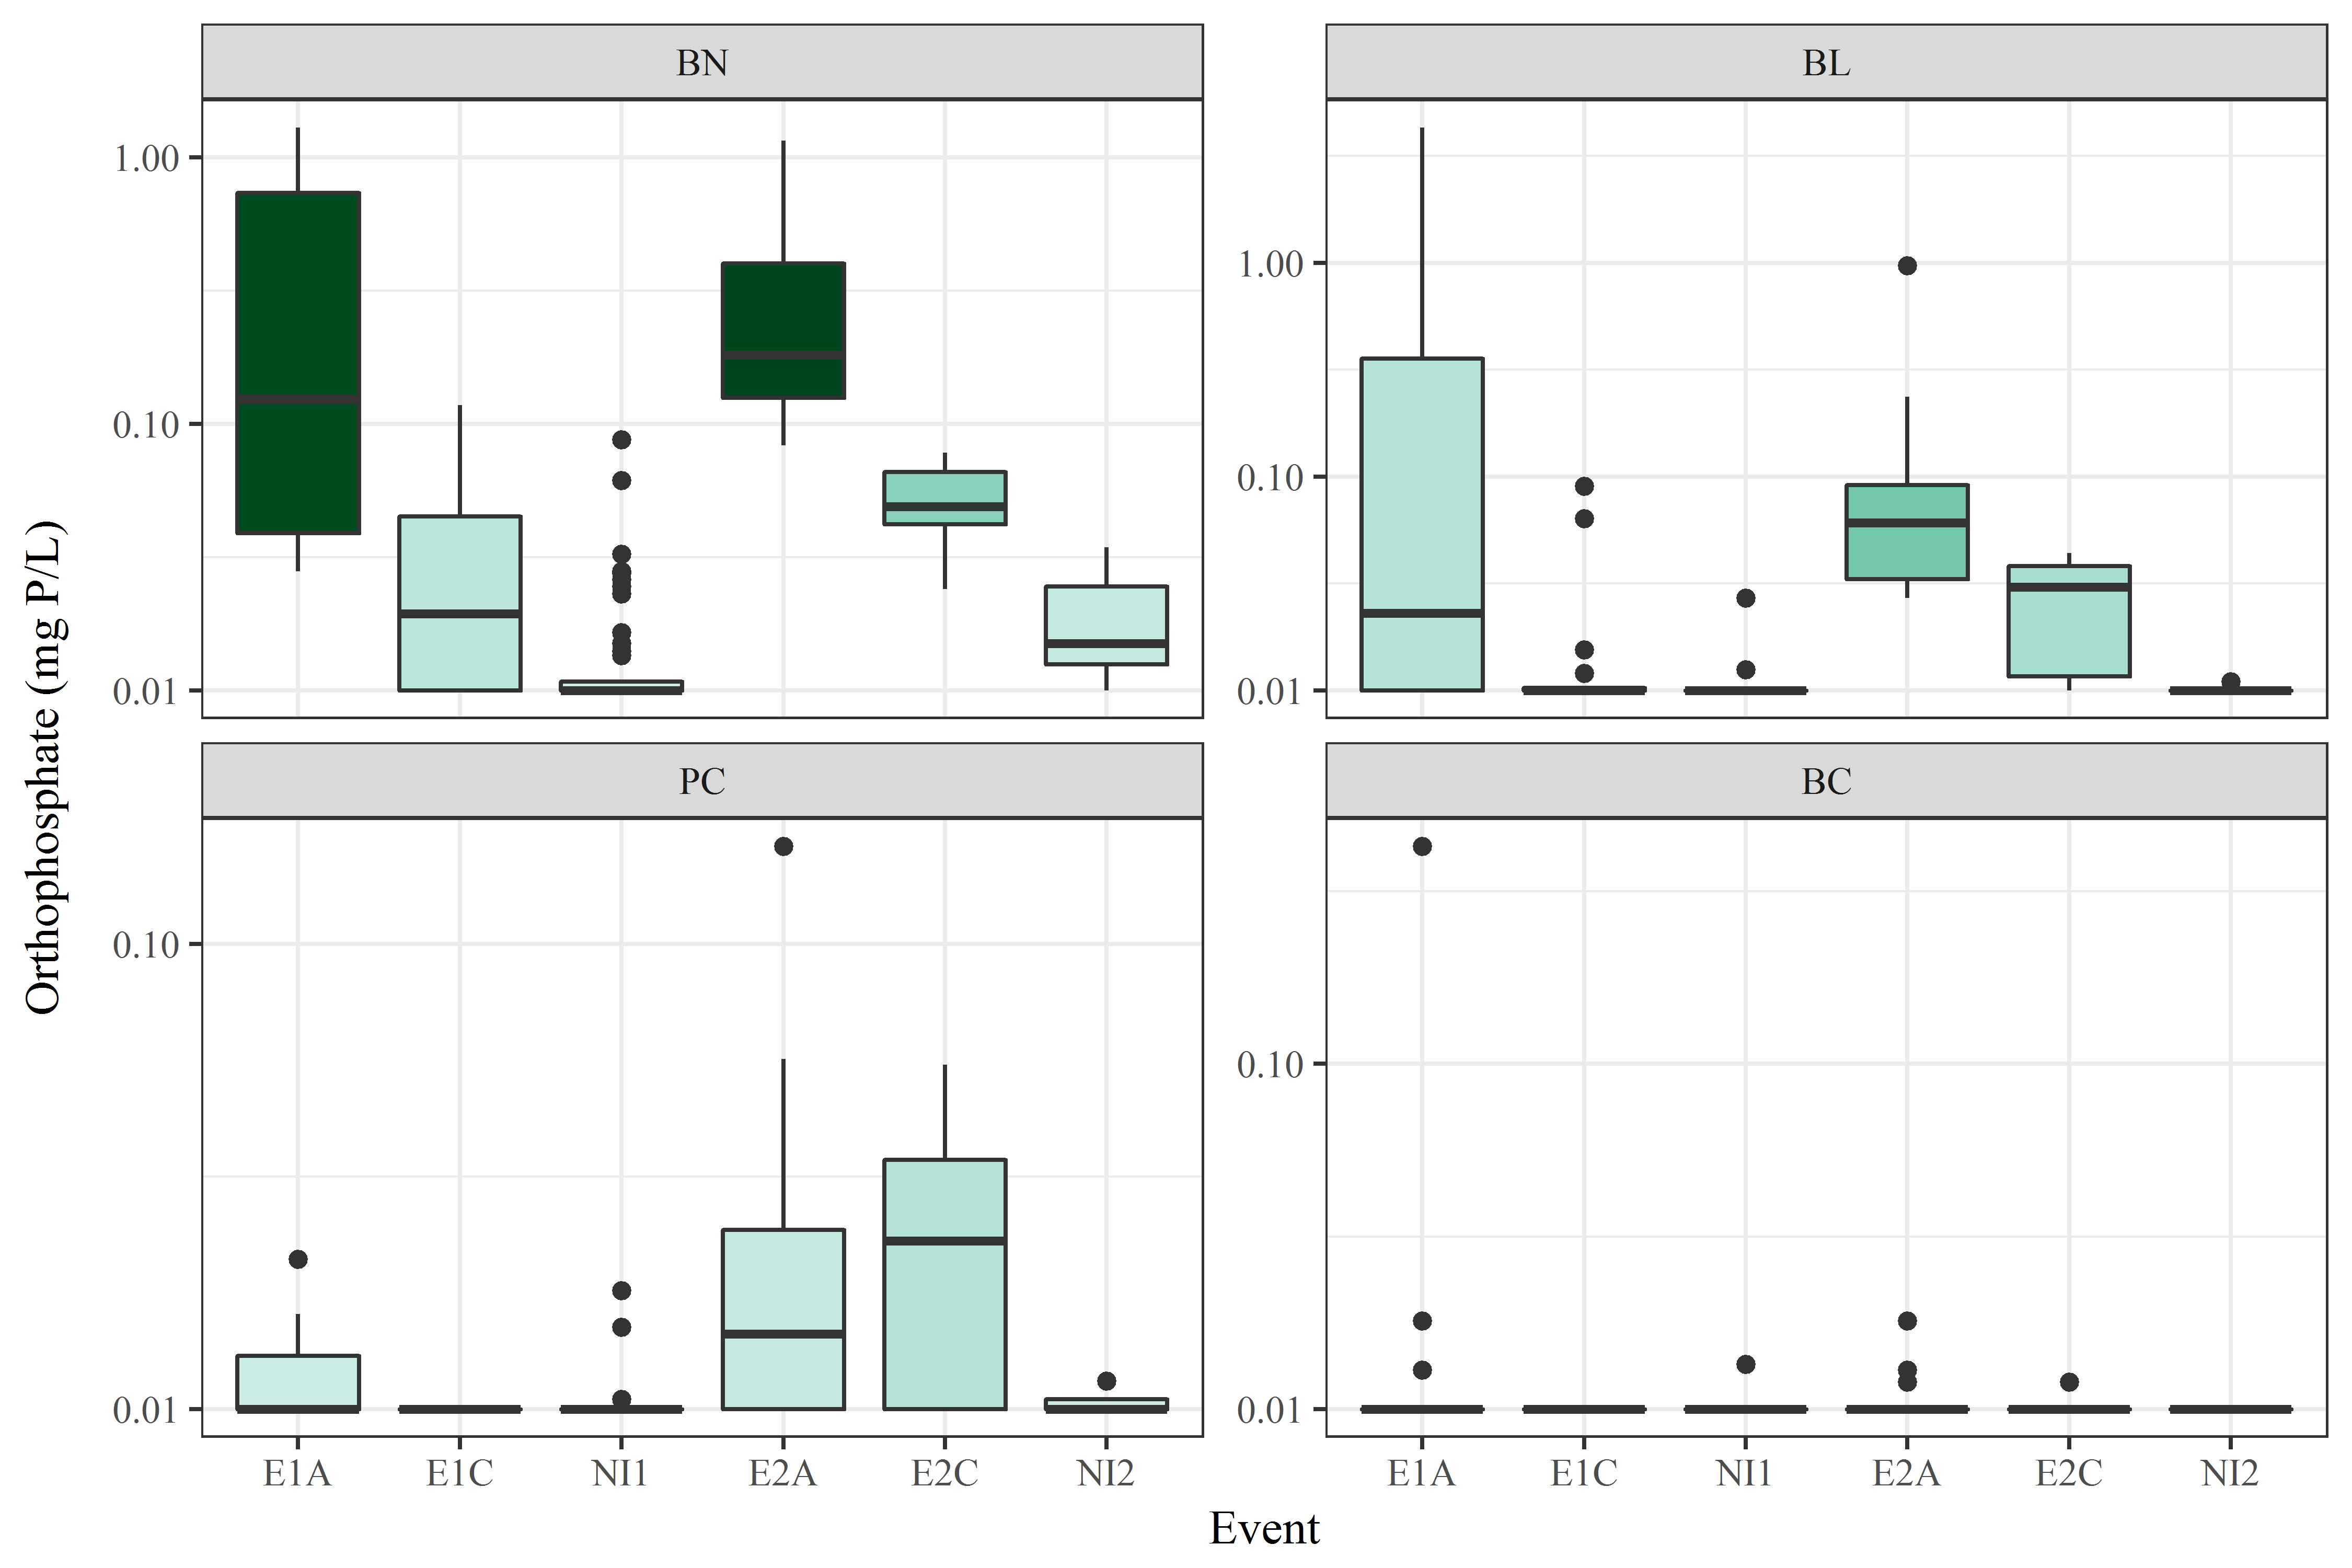 BN
BL
1.00
0.10
0.01
1.00
0.10
0.01
PC
BC
0.10
0.01
0.10
0.01
Orthophosphate (mg P/L)
E1A E1C NI1 E2A E2C NI2
E1A E1C NI1 E2A E2C NI2
Event